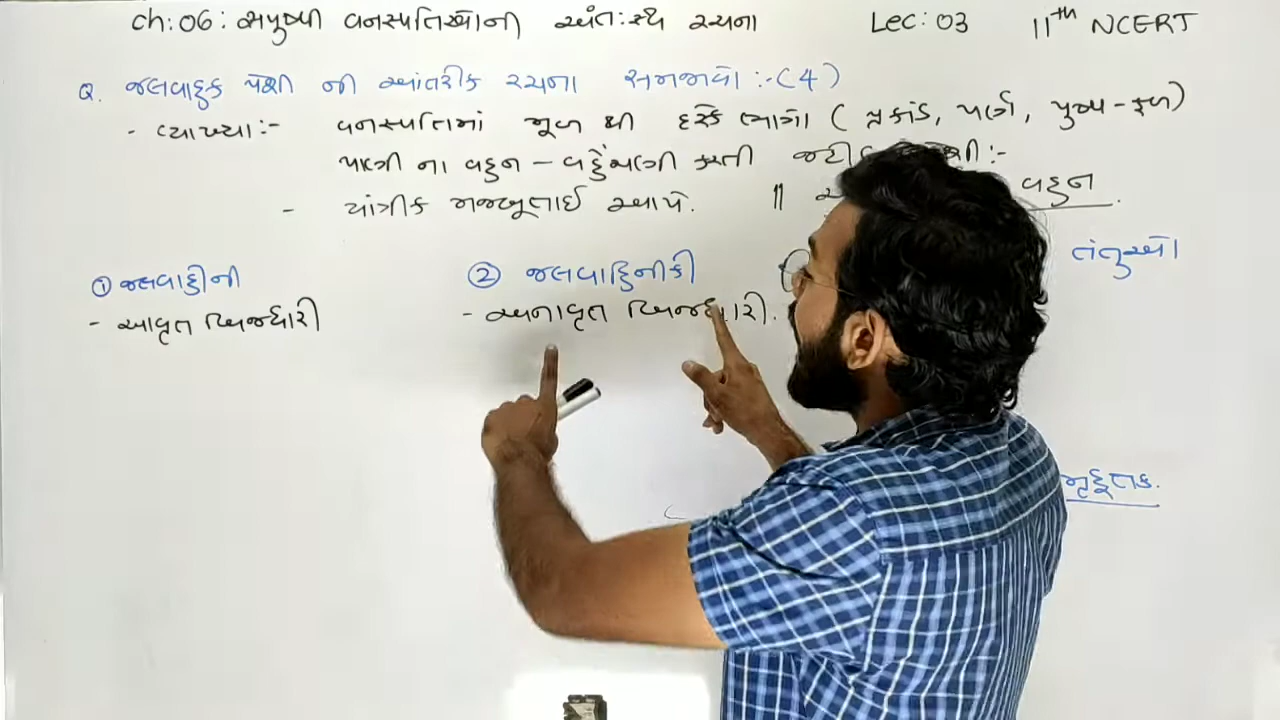 Ch: 06: સપુષ્પી વનસ્પતિઓની અંતઃસ્થ રચના Lec: 03 11th NCERT
Q. જલવાહક પેશી ની આંતરીક રચના સમજાવો :- (4)
- વ્યાખ્યા :- વનસ્પતિમાં મૂળ થી દરેક ભાગો ( પ્રકાંડ, પર્ણ, પુષ્પ - ફળ)
પાણી ના વહન - વહેંચણી કરતી
- યાંત્રીક મજબૂતાઈ આપે. || વહન.
① જલવાહીની ② જલવાહિનીકી તંતુઓ
- આવૃત બિજધારી - અનાવૃત બિજધારી.
મૃદૂતક.